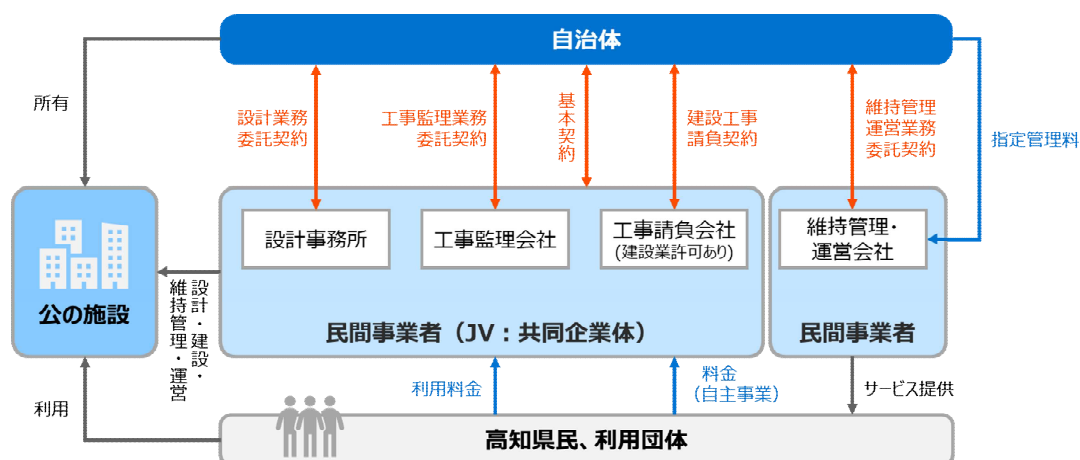 自治体
所有
設計業務
委託契約
工事監理業務
委託契約
基本契約
建設工事
請負契約
維持管理
運営業務
委託契約
指定管理料
設計事務所
工事監理会社
工事請負会社
(建設業許可あり)
維持管理・
運営会社
公の施設
設計・建設・
維持管理・運営
民間事業者（JV：共同企業体）
民間事業者
利用
利用料金
料金
（自主事業）
サービス提供
高知県民、利用団体